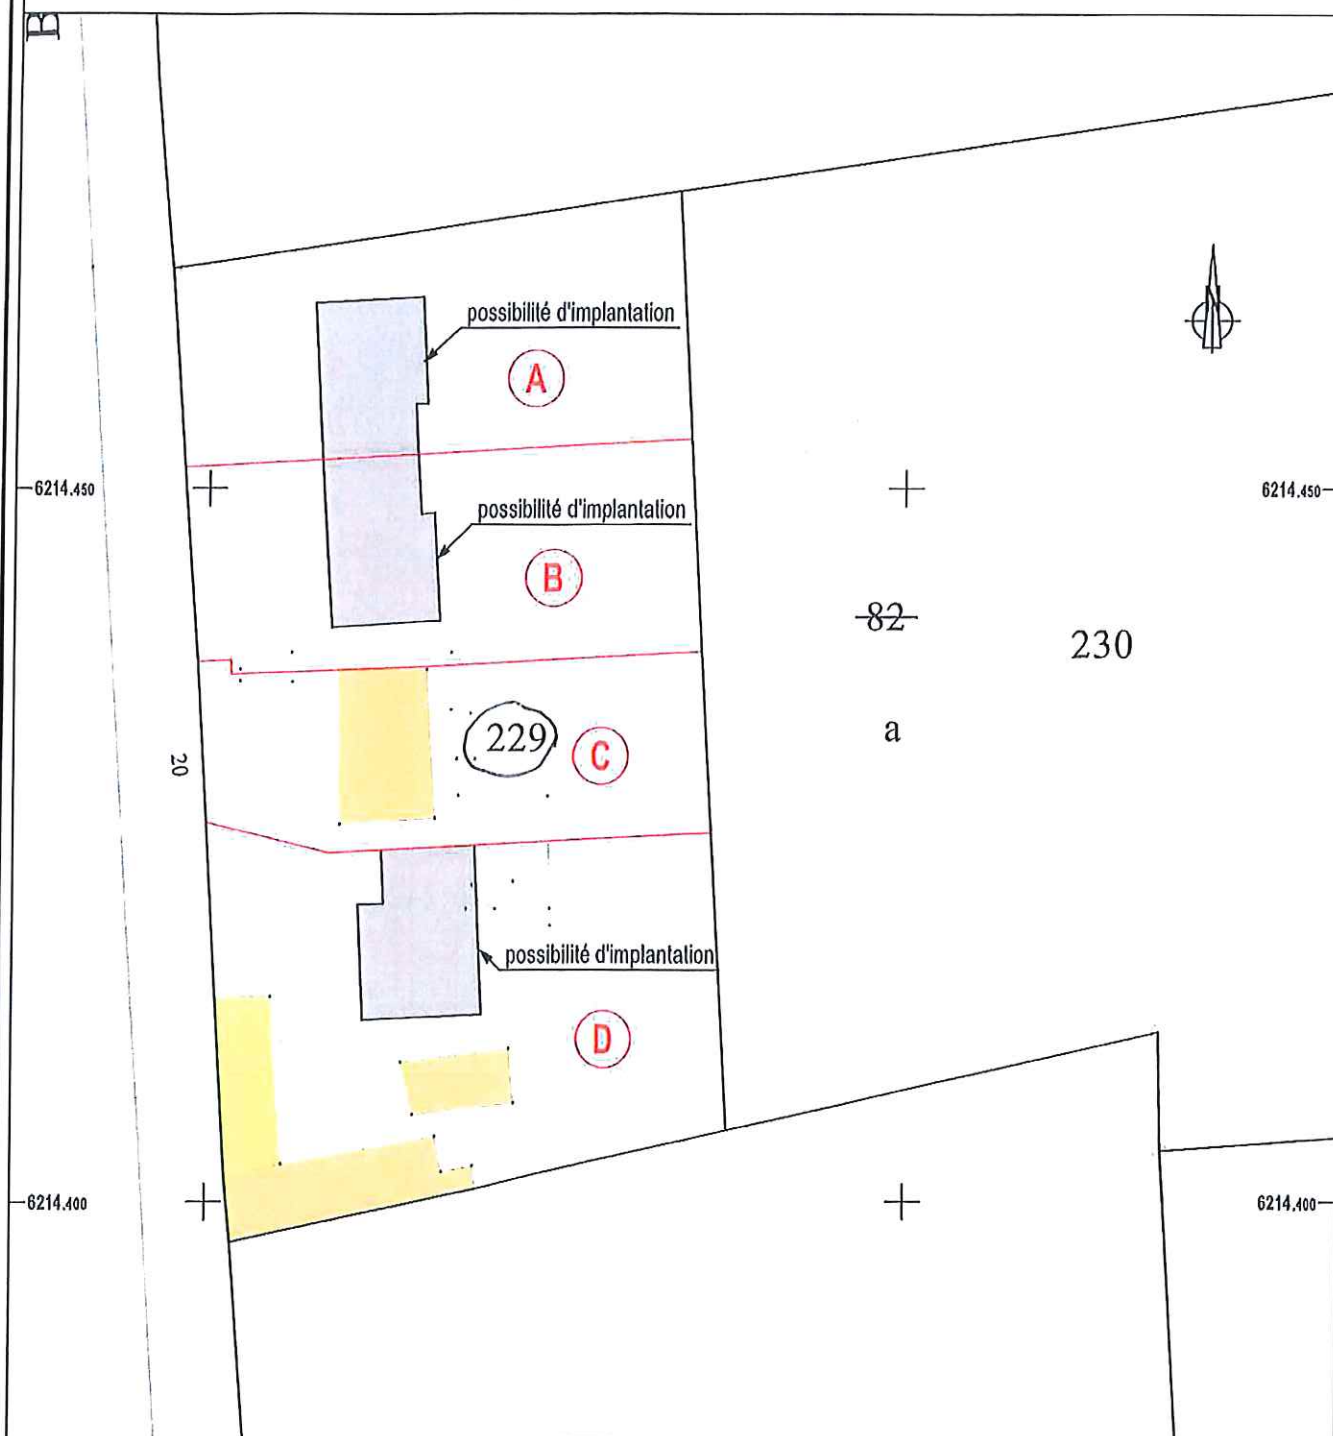 B
possibilité d'implantation
A
6214.450
6214.450
possibilité d'implantation
B
82
230
229
C
a
20
possibilité d'implantation
D
6214.400
6214.400